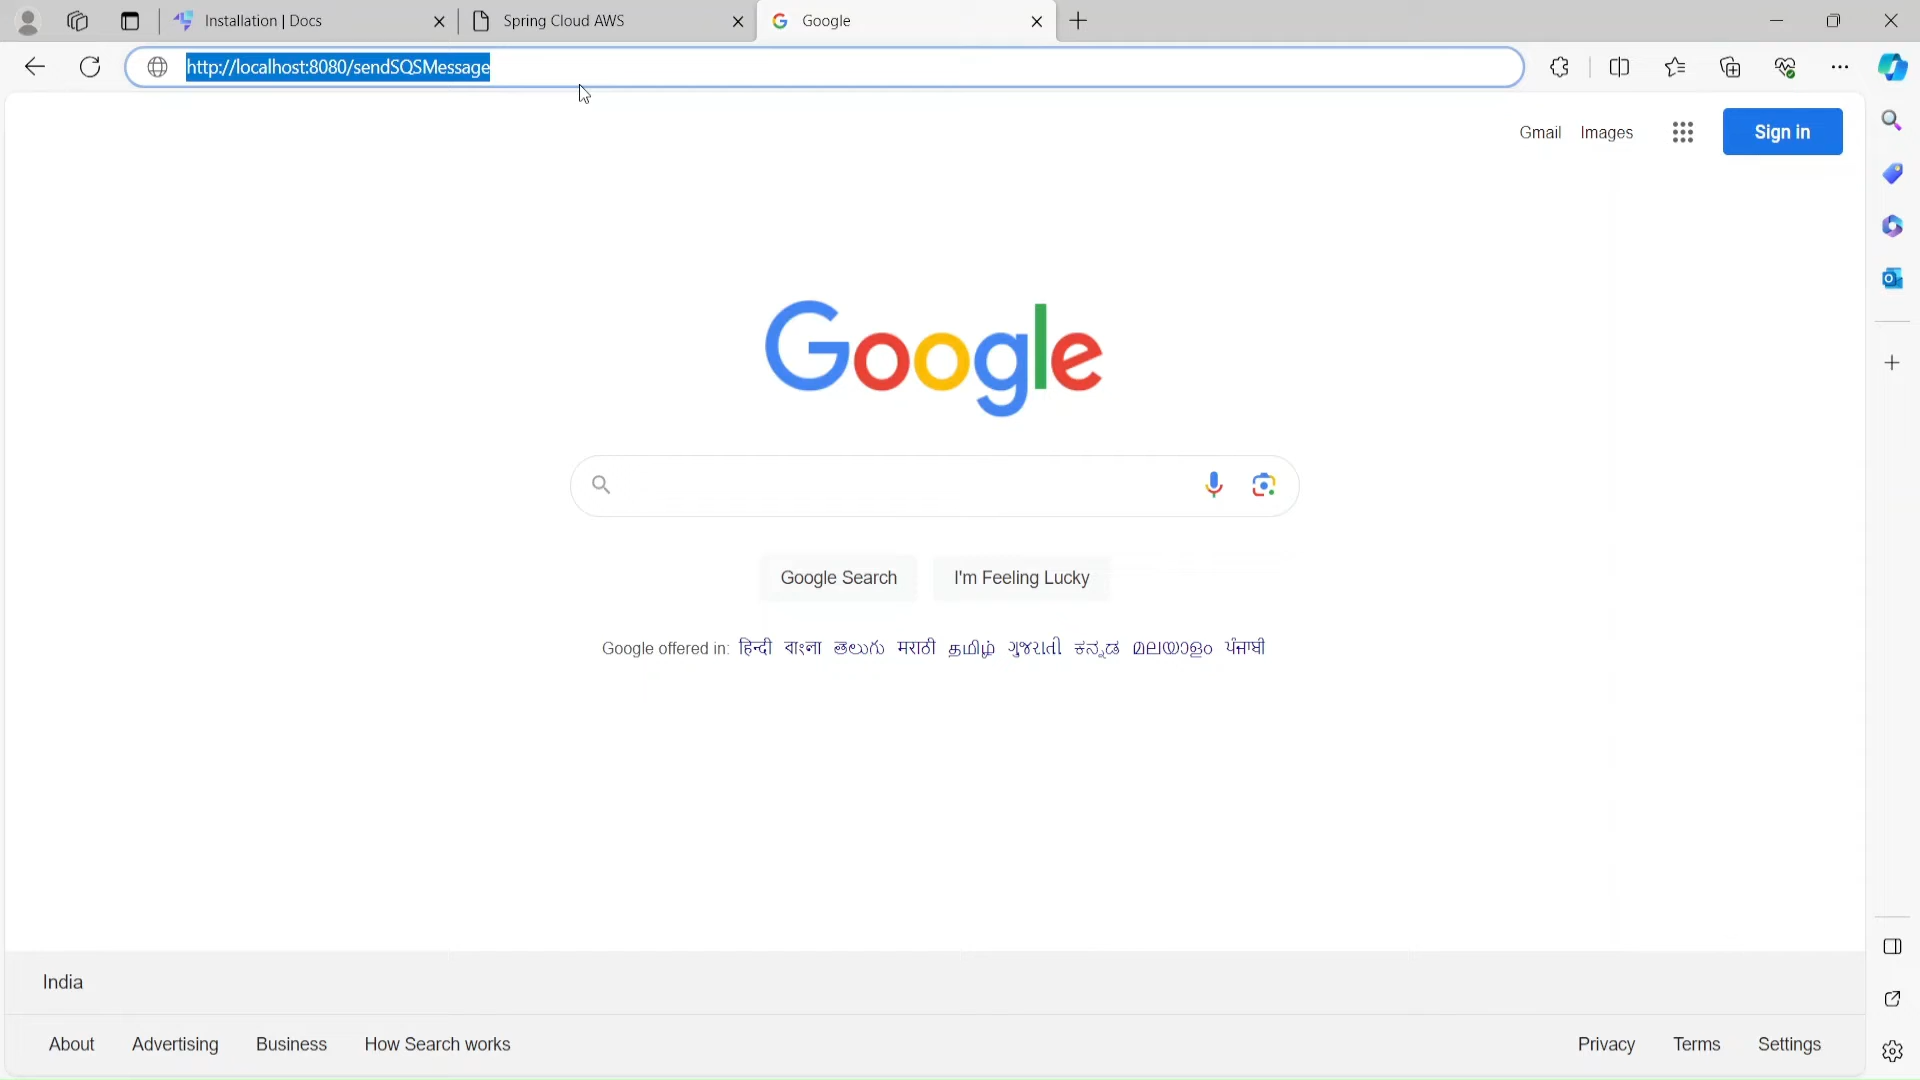 Installation | Docs
Spring Cloud AWS
Google
http://localhost:8080/sendSQSMessage
Gmail Images Sign in
Google
Google Search I'm Feeling Lucky
Google offered in: हिन्दी বাংলা తెలుగు मराठी தமிழ் ગુજરાતી ಕನ್ನಡ മലയാളം ਪੰਜਾਬੀ
India
About Advertising Business How Search works Privacy Terms Settings